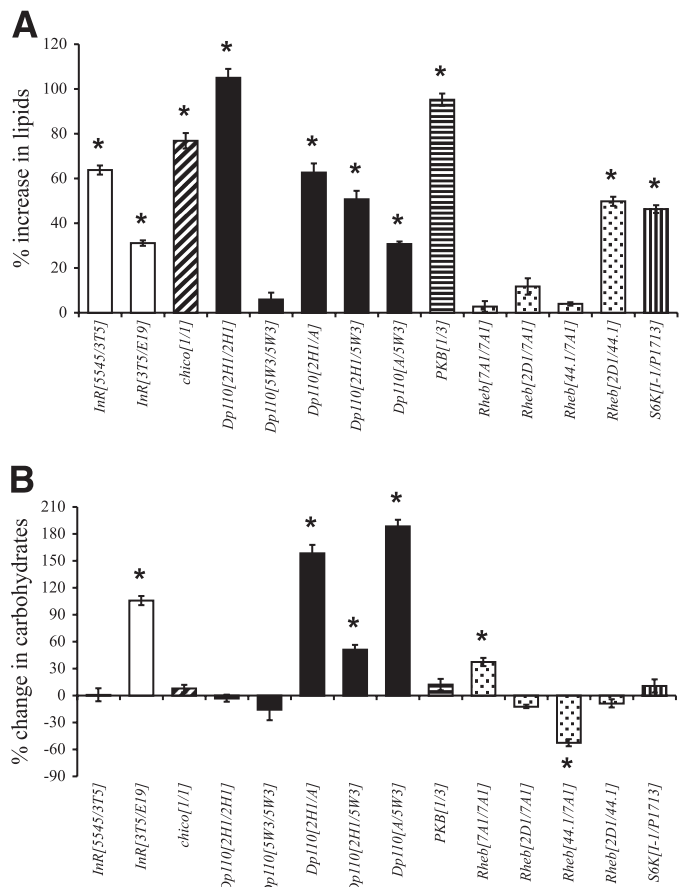 A
% increase in lipids
120
100
80
60
40
20
0
*
*
*
*
*
*
*
*
*
*
InR[5545/3T5]
InR[3T5/E19]
chico[1/1]
Dp110[2H1/2H1]
Dp110[5W3/5W3]
Dp110[2H1/A]
Dp110[2H1/5W3]
Dp110[A/5W3]
PKB[1/3]
Rheb[7A1/7A1]
Rheb[2D1/7A1]
Rheb[44.1/7A1]
Rheb[2D1/44.1]
S6K[I-1/P1713]
B
% change in carbohydrates
210
180
150
120
90
60
30
0
-30
-60
-90
*
*
*
*
*
*
InR[5545/3T5]
InR[3T5/E19]
chico[1/1]
Dp110[2H1/2H1]
Dp110[5W3/5W3]
Dp110[2H1/A]
Dp110[2H1/5W3]
Dp110[A/5W3]
PKB[1/3]
Rheb[7A1/7A1]
Rheb[2D1/7A1]
Rheb[44.1/7A1]
Rheb[2D1/44.1]
S6K[I-1/P1713]